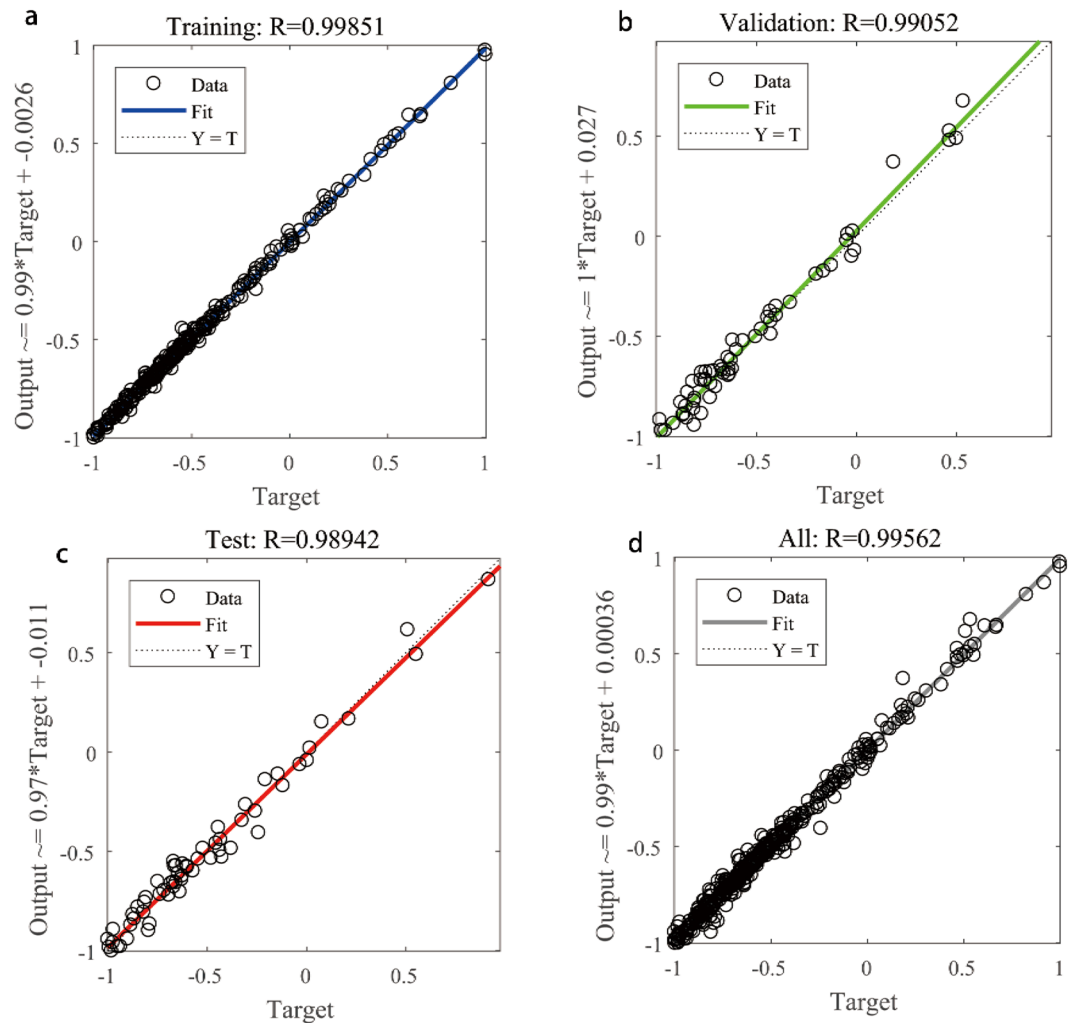 a
Training: R=0.99851
Output ~= 0.99*Target + -0.0026
1
0.5
0
-0.5
-1
Data
Fit
Y = T
-1 -0.5 0 0.5 1
Target
b
Validation: R=0.99052
Output ~= 1*Target + 0.027
0.5
0
-0.5
-1
Data
Fit
Y = T
-1 -0.5 0 0.5
Target
c
Test: R=0.98942
Output ~= 0.97*Target + -0.011
0.5
0
-0.5
-1
Data
Fit
Y = T
-1 -0.5 0 0.5
Target
d
All: R=0.99562
Output ~= 0.99*Target + 0.00036
1
0.5
0
-0.5
-1
Data
Fit
Y = T
-1 -0.5 0 0.5 1
Target